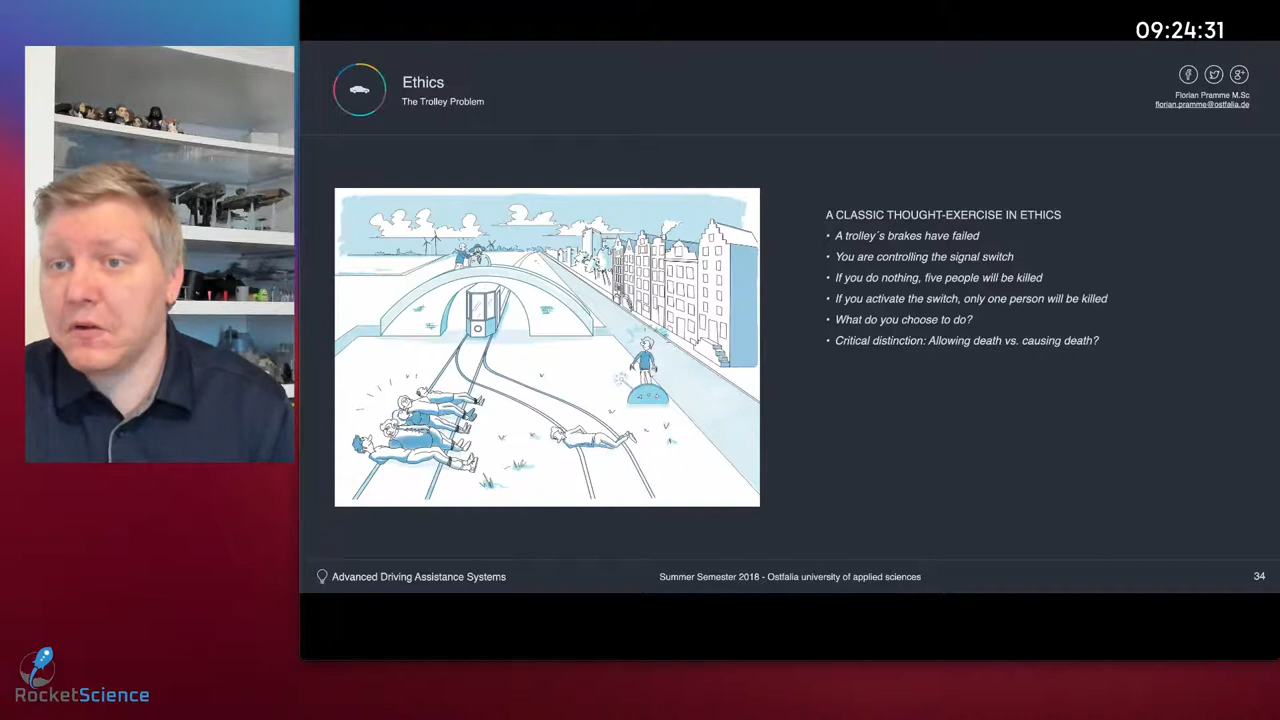 09:24:31
Ethics
The Trolley Problem
Florian Pramme M.Sc
florian.pramme@ostfalia.de
A CLASSIC THOUGHT-EXERCISE IN ETHICS
• A trolley´s brakes have failed
• You are controlling the signal switch
• If you do nothing, five people will be killed
• If you activate the switch, only one person will be killed
• What do you choose to do?
• Critical distinction: Allowing death vs. causing death?
Advanced Driving Assistance Systems
Summer Semester 2018 - Ostfalia university of applied sciences
34
RocketScience